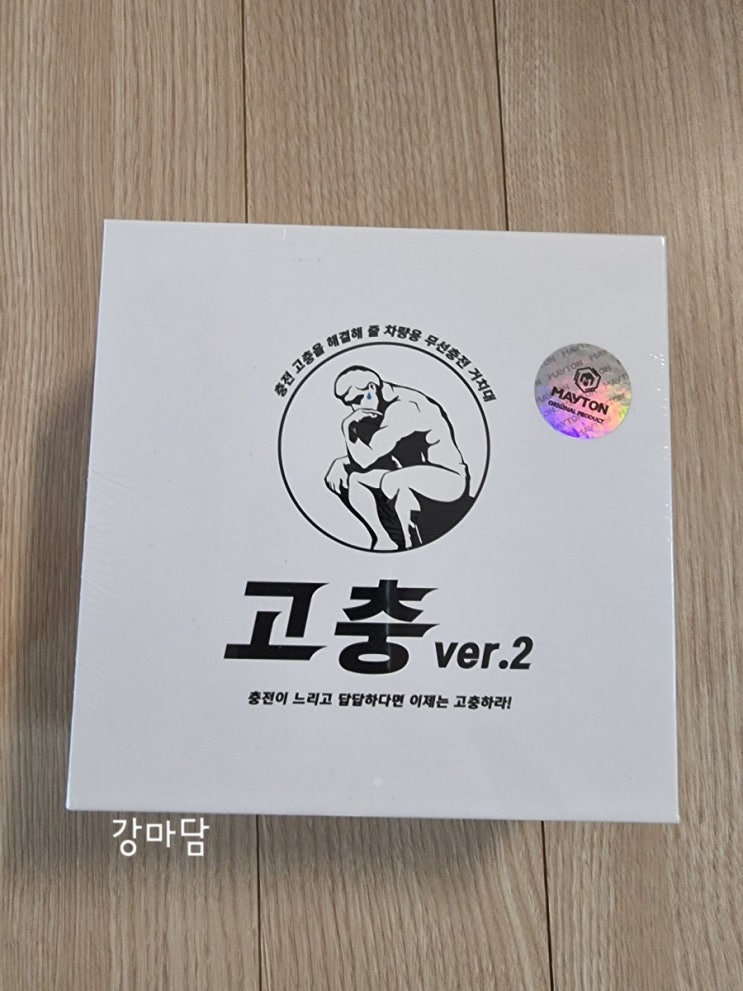 충전 고충을 해결해 줄 차량용 무선충전 거치대
MAYTON
ORIGINAL PRODUCT
고충 ver.2
충전이 느리고 답답하다면 이제는 고충하라!
강마담